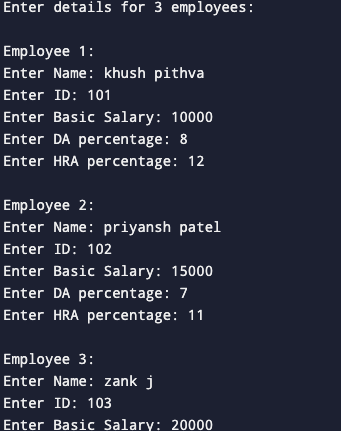 Enter details for 3 employees:
Employee 1:
Enter Name: khush pithva
Enter ID: 101
Enter Basic Salary: 10000
Enter DA percentage: 8
Enter HRA percentage: 12
Employee 2:
Enter Name: priyansh patel
Enter ID: 102
Enter Basic Salary: 15000
Enter DA percentage: 7
Enter HRA percentage: 11
Employee 3:
Enter Name: zank j
Enter ID: 103
Enter Basic Salary: 20000